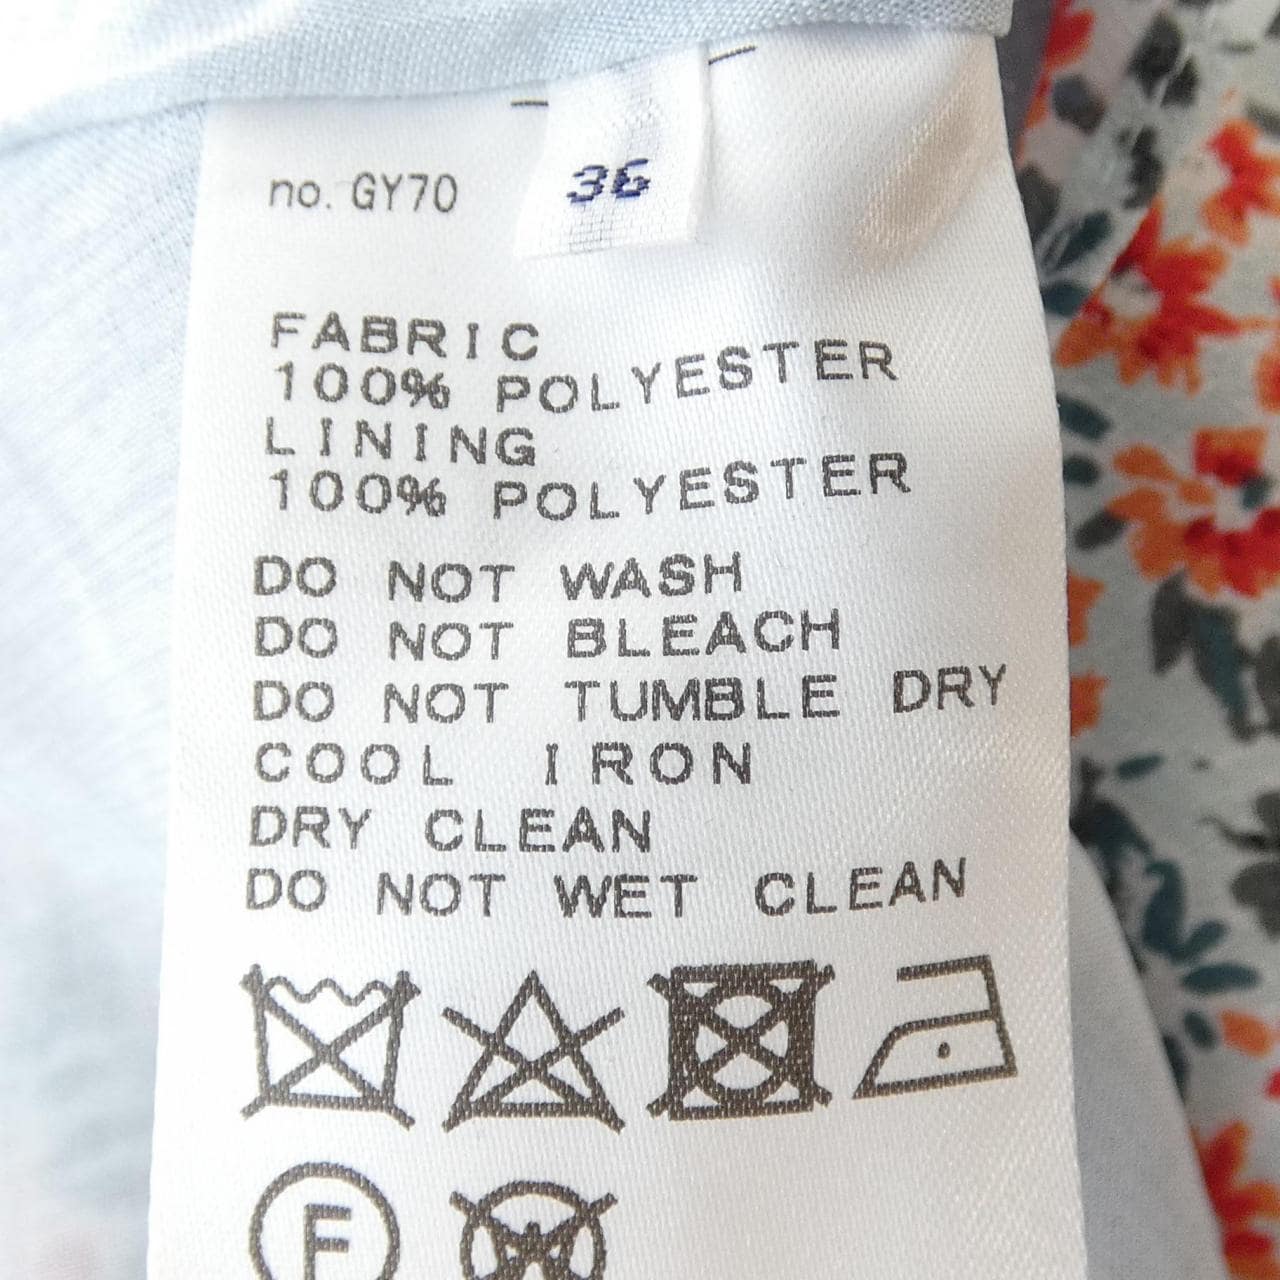 no. GY70
36
FABRIC
100% POLYESTER
LINING
100% POLYESTER
DO NOT WASH
DO NOT BLEACH
DO NOT TUMBLE DRY
COOL IRON
DRY CLEAN
DO NOT WET CLEAN
F